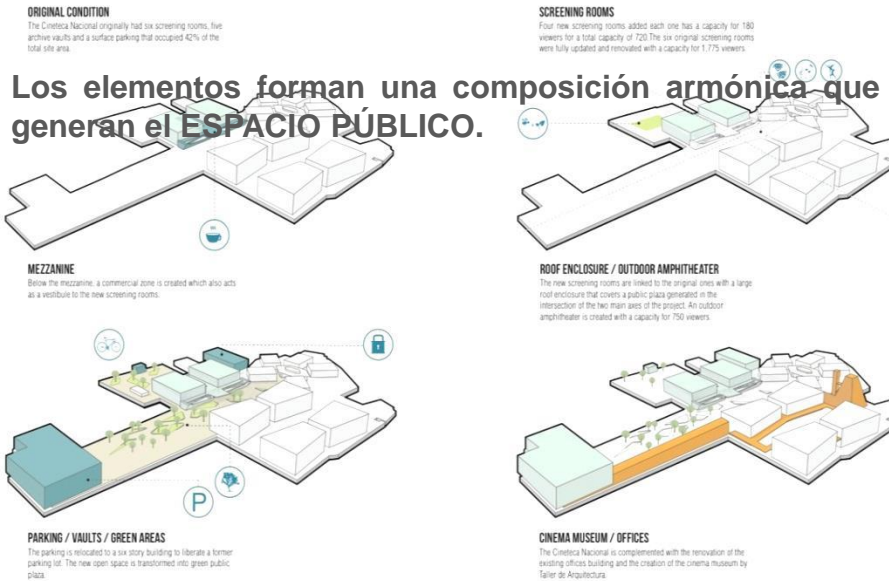 ORIGINAL CONDITION
The Cineteca Nacional originally had six screening rooms, five
archive vaults and a surface parking that occupied 42% of the
total site area.
SCREENING ROOMS
Four new screening rooms added each one has a capacity for 180
viewers for a total capacity of 720.The six original screening rooms
were fully updated and renovated with a capacity for 1,775 viewers.
Los elementos forman una composición armónica que
generan el ESPACIO PÚBLICO.
MEZZANINE
Below the mezzanine, a commercial zone is created which also acts
as a vestibule to the new screening rooms.
ROOF ENCLOSURE / OUTDOOR AMPHITHEATER
The new screening rooms are linked to the original ones with a large
roof enclosure that covers a public plaza generated in the
intersection of the two main axes of the project. An outdoor
amphitheater is created with a capacity for 750 viewers.
P
PARKING / VAULTS / GREEN AREAS
The parking is relocated to a six story building to liberate a former
parking lot. The new open space is transformed into green public
plaza.
CINEMA MUSEUM / OFFICES
The Cineteca Nacional is complemented with the renovation of the
existing offices building and the creation of the cinema museum by
Taller de Arquitectura.